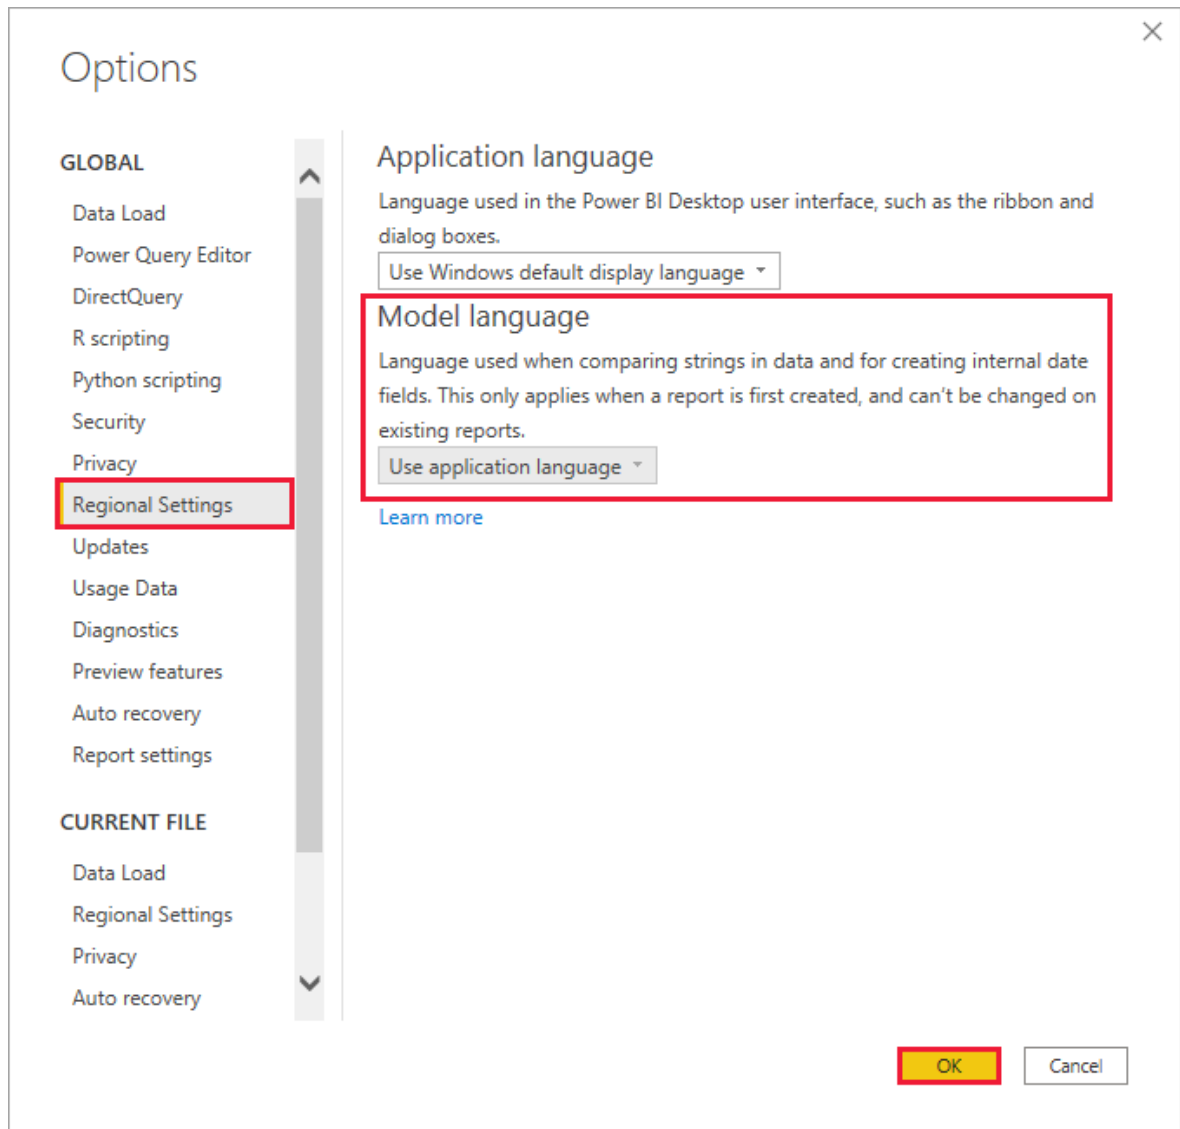 Options
GLOBAL
Data Load
Power Query Editor
DirectQuery
R scripting
Python scripting
Security
Privacy
Regional Settings
Updates
Usage Data
Diagnostics
Preview features
Auto recovery
Report settings
CURRENT FILE
Data Load
Regional Settings
Privacy
Auto recovery
Application language
Language used in the Power BI Desktop user interface, such as the ribbon and
dialog boxes.
Use Windows default display language
Model language
Language used when comparing strings in data and for creating internal date
fields. This only applies when a report is first created, and can't be changed on
existing reports.
Use application language
Learn more
OK
Cancel